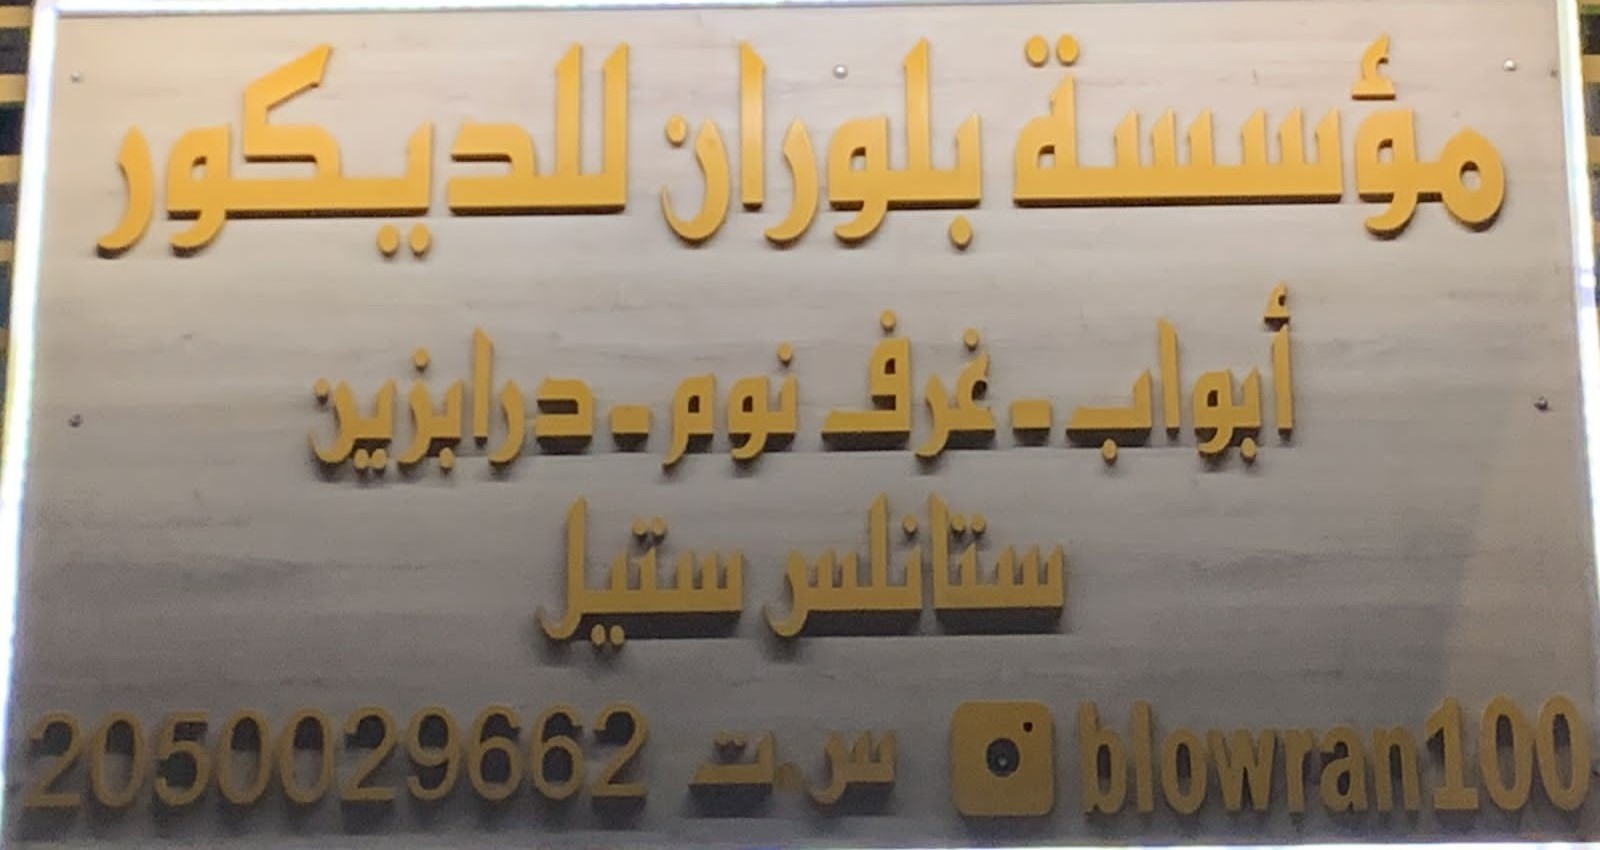 مؤسسة بلوران للديكور
أبواب - غرف نوم - درابزين
ستانلس ستيل
2050029662 س.ت blowran100